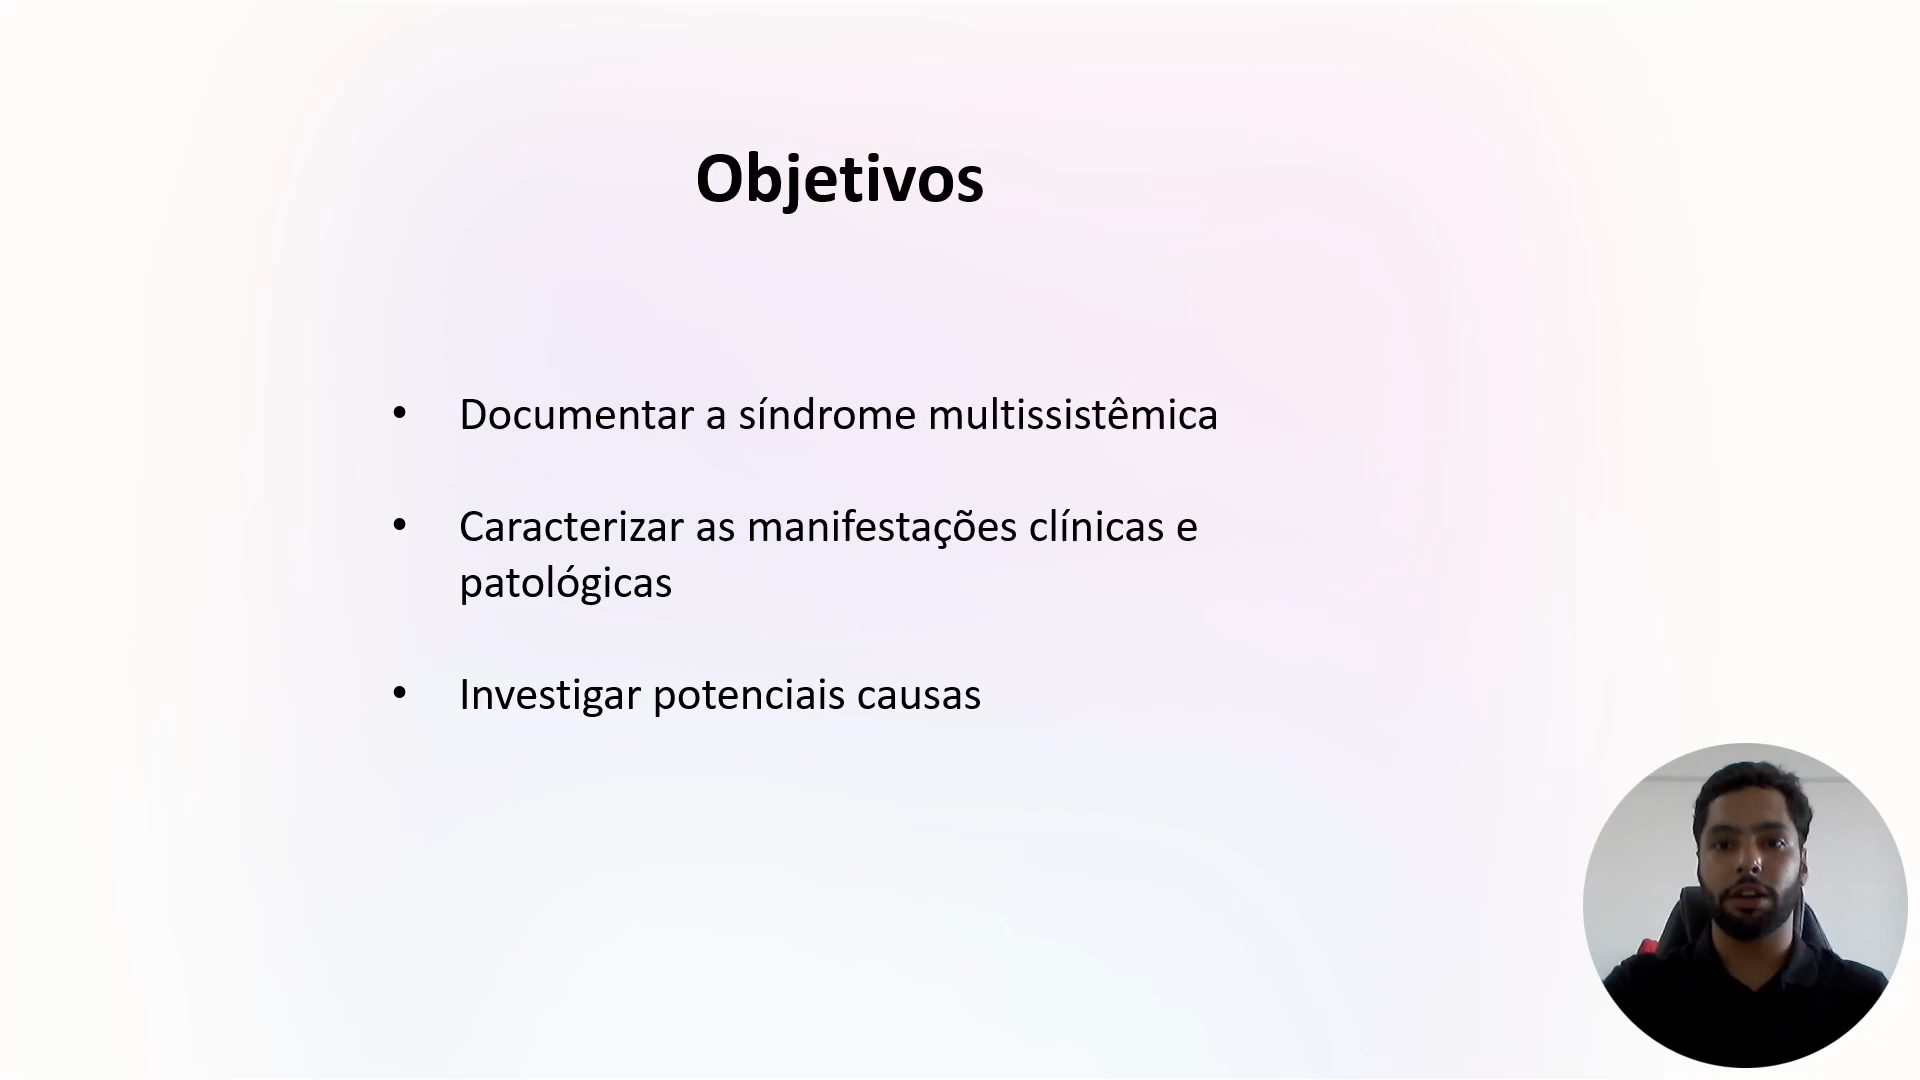 Objetivos
• Documentar a síndrome multissistêmica
• Caracterizar as manifestações clínicas e
patológicas
• Investigar potenciais causas